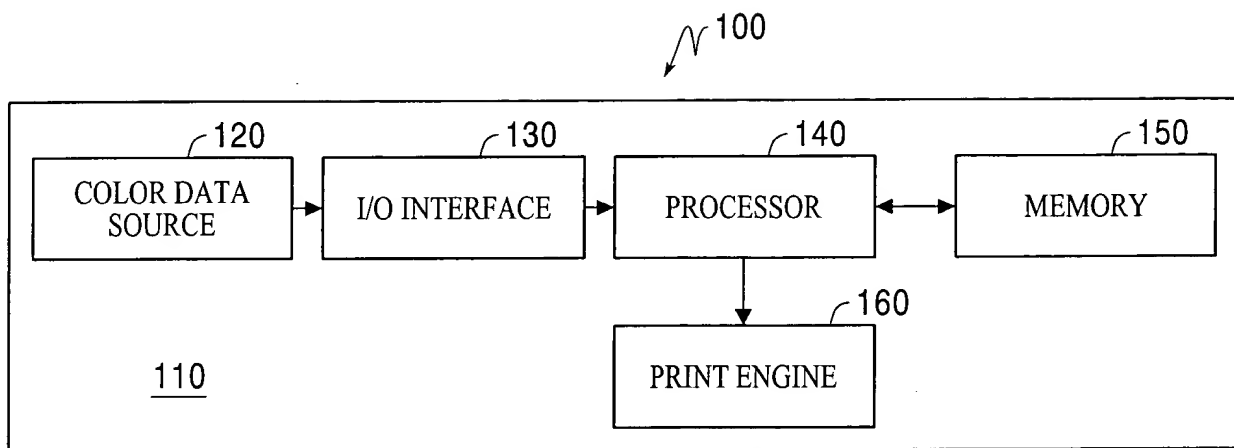 100
120
130
140
150
COLOR DATA
SOURCE
I/O INTERFACE
PROCESSOR
MEMORY
160
PRINT ENGINE
110